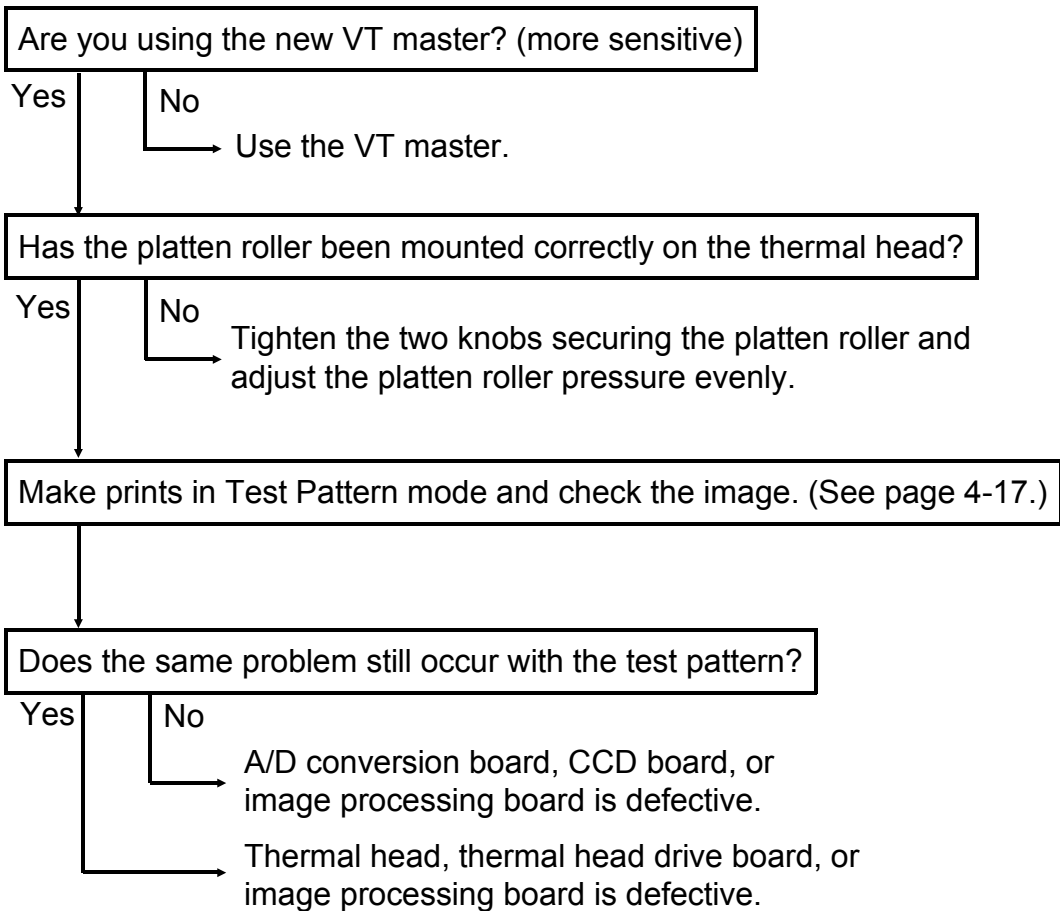 Are you using the new VT master? (more sensitive)
Yes
No
Use the VT master.
Has the platten roller been mounted correctly on the thermal head?
Yes
No
Tighten the two knobs securing the platten roller and
adjust the platten roller pressure evenly.
Make prints in Test Pattern mode and check the image. (See page 4-17.)
Does the same problem still occur with the test pattern?
Yes
No
A/D conversion board, CCD board, or
image processing board is defective.
Thermal head, thermal head drive board, or
image processing board is defective.